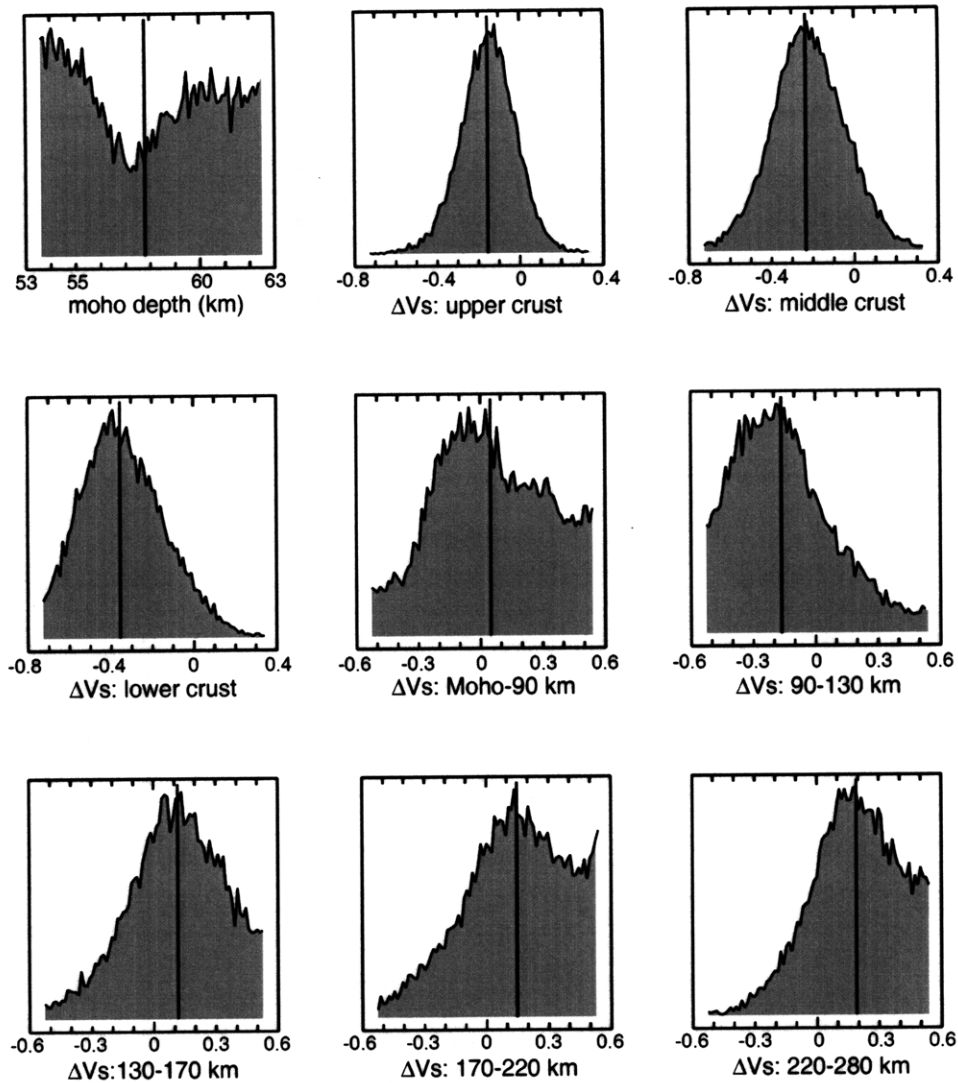 53 55 60 63
moho depth (km)
-0.8 -0.4 0 0.4
ΔVs: upper crust
-0.8 -0.4 0 0.4
ΔVs: middle crust
-0.8 -0.4 0 0.4
ΔVs: lower crust
-0.6 -0.3 0 0.3 0.6
ΔVs: Moho-90 km
-0.6 -0.3 0 0.3 0.6
ΔVs: 90-130 km
-0.6 -0.3 0 0.3 0.6
ΔVs:130-170 km
-0.6 -0.3 0 0.3 0.6
ΔVs: 170-220 km
-0.6 -0.3 0 0.3 0.6
ΔVs: 220-280 km